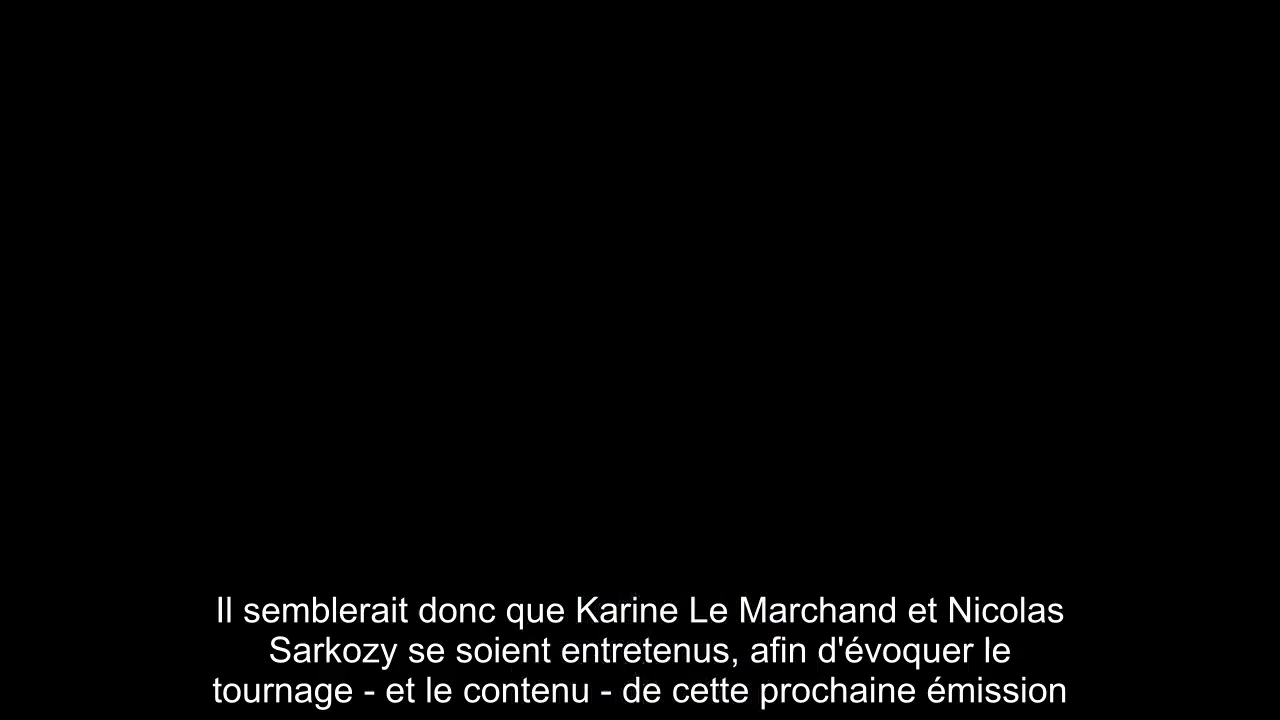 Il semblerait donc que Karine Le Marchand et Nicolas
Sarkozy se soient entretenus, afin d'évoquer le
tournage - et le contenu - de cette prochaine émission